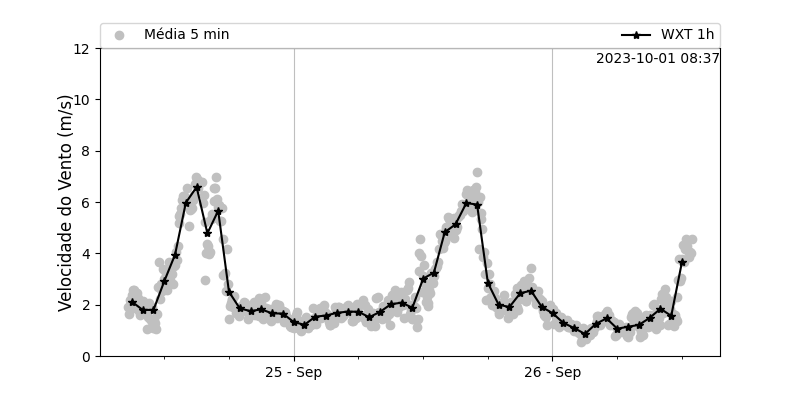 Média 5 min
WXT 1h
2023-10-01 08:37
Velocidade do Vento (m/s)
12
10
8
6
4
2
0
25 - Sep
26 - Sep